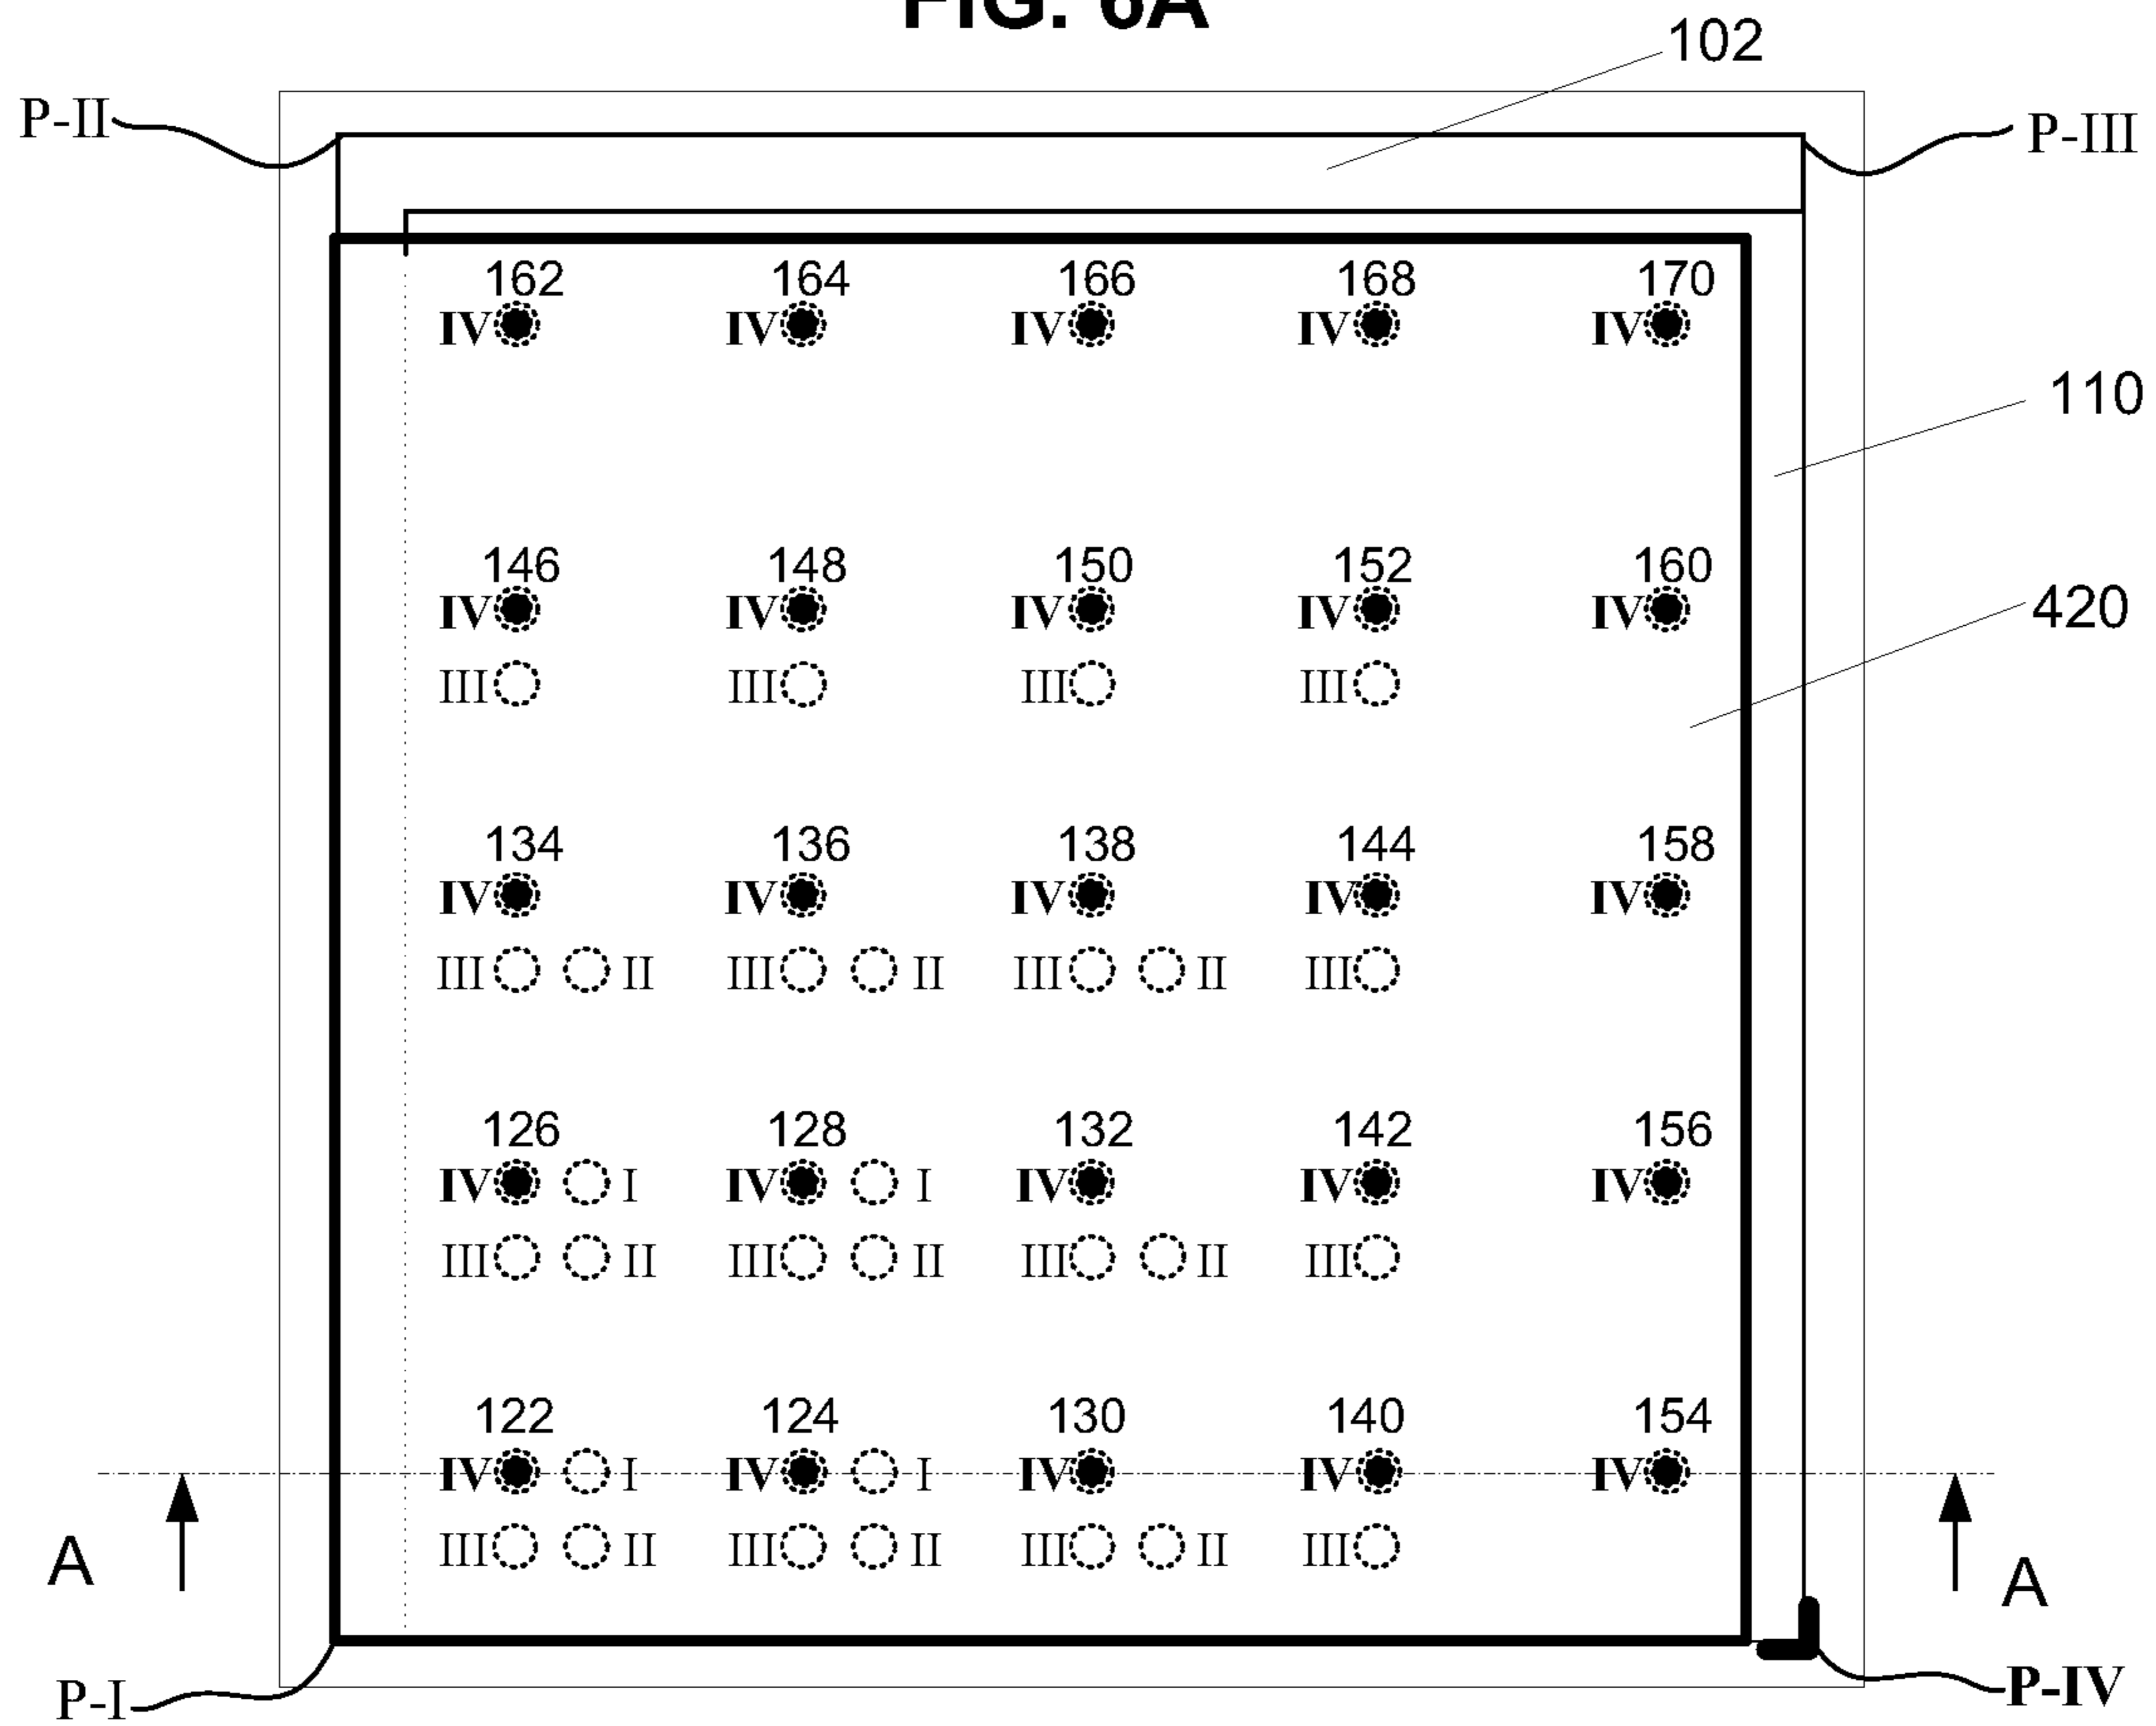 FIG. 6A
102
P-II
P-III
162 164 166 168 170
IV IV IV IV IV
110
146 148 150 152 160
IV IV IV IV IV
420
III III III III
134 136 138 144 158
IV IV IV IV IV
III II III II III II III
126 128 132 142 156
IV I IV I IV IV IV
III II III II III II III
122 124 130 140 154
IV I IV I IV IV IV
III II III II III II III
A A
P-I P-IV